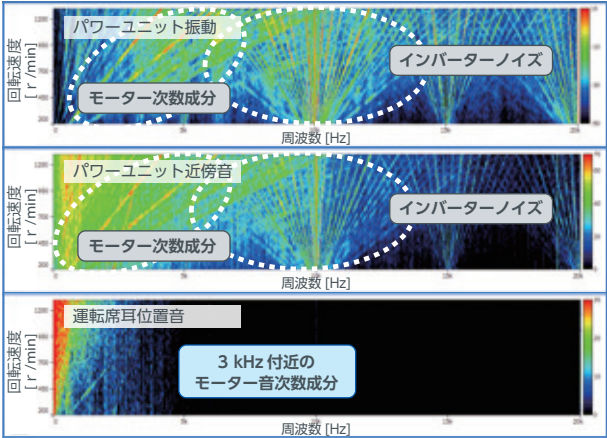 パワーユニット振動
インバーターノイズ
モーター次数成分
回転速度
[ r /min]
周波数 [Hz]
パワーユニット近傍音
インバーターノイズ
モーター次数成分
回転速度
[ r /min]
周波数 [Hz]
運転席耳位置音
3 kHz 付近の
モーター音次数成分
回転速度
[ r /min]
周波数 [Hz]